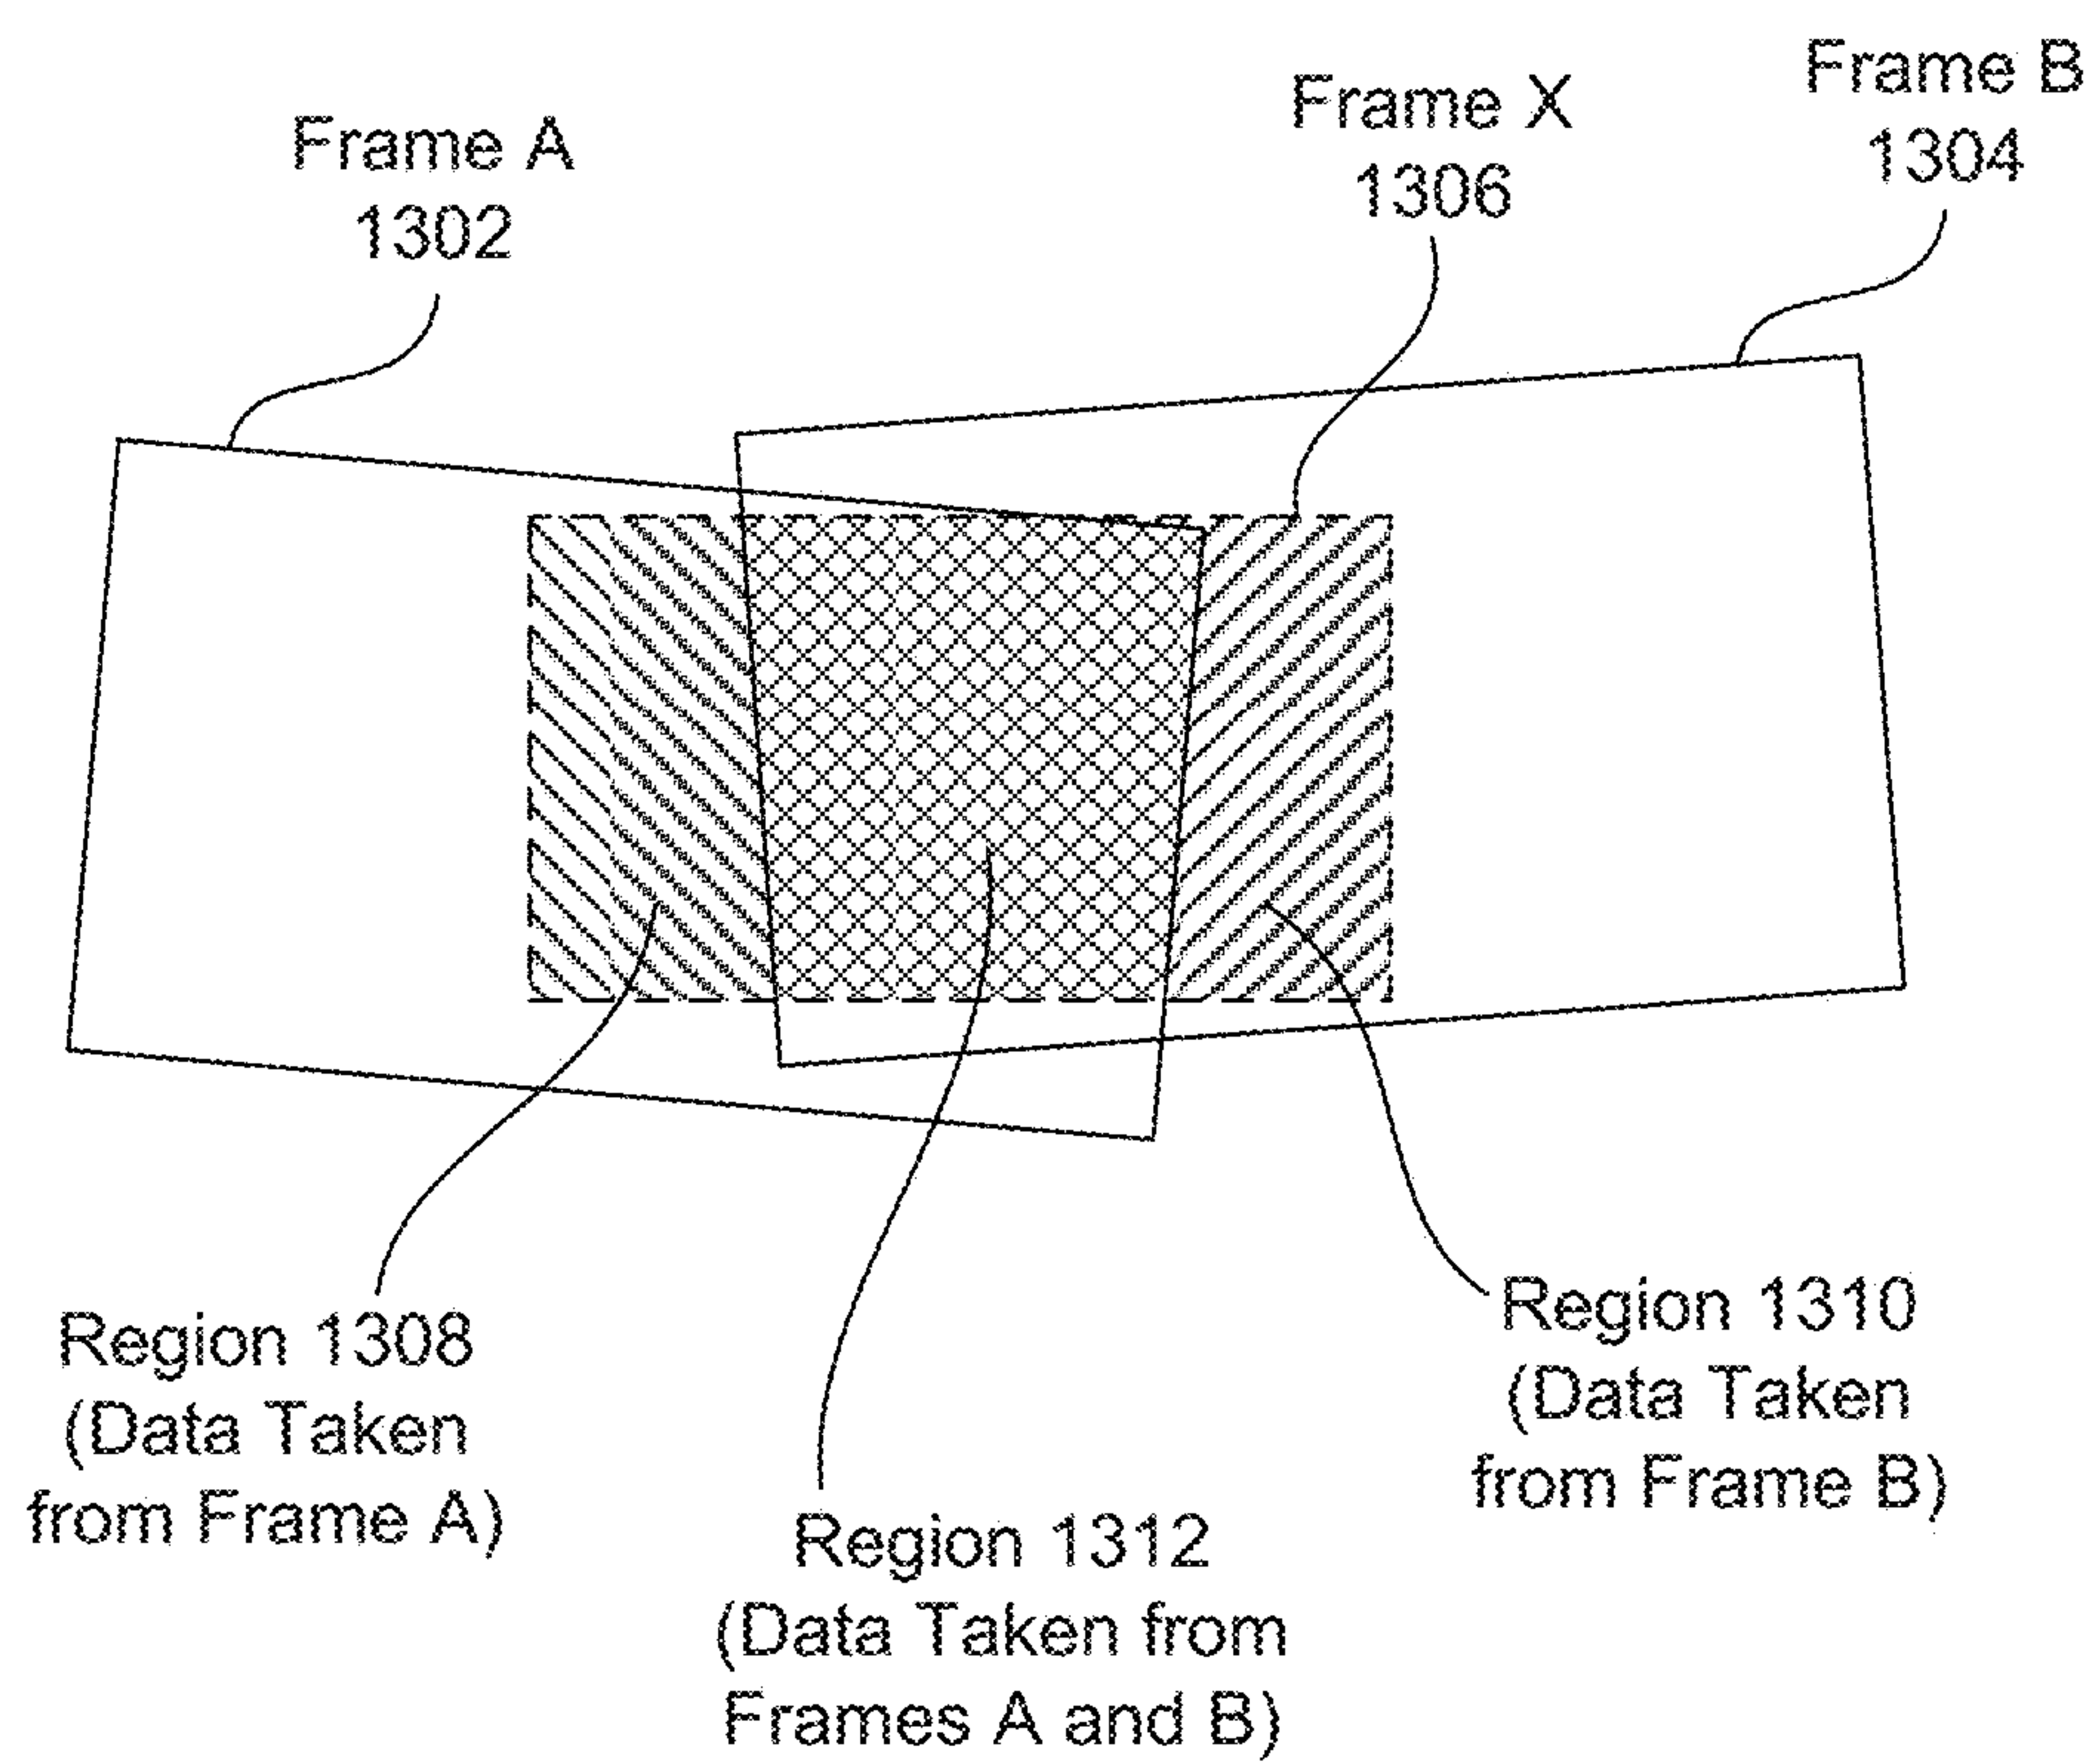 Frame A
1302
Frame X
1306
Frame B
1304
Region 1308
(Data Taken
from Frame A)
Region 1312
(Data Taken from
Frames A and B)
Region 1310
(Data Taken
from Frame B)